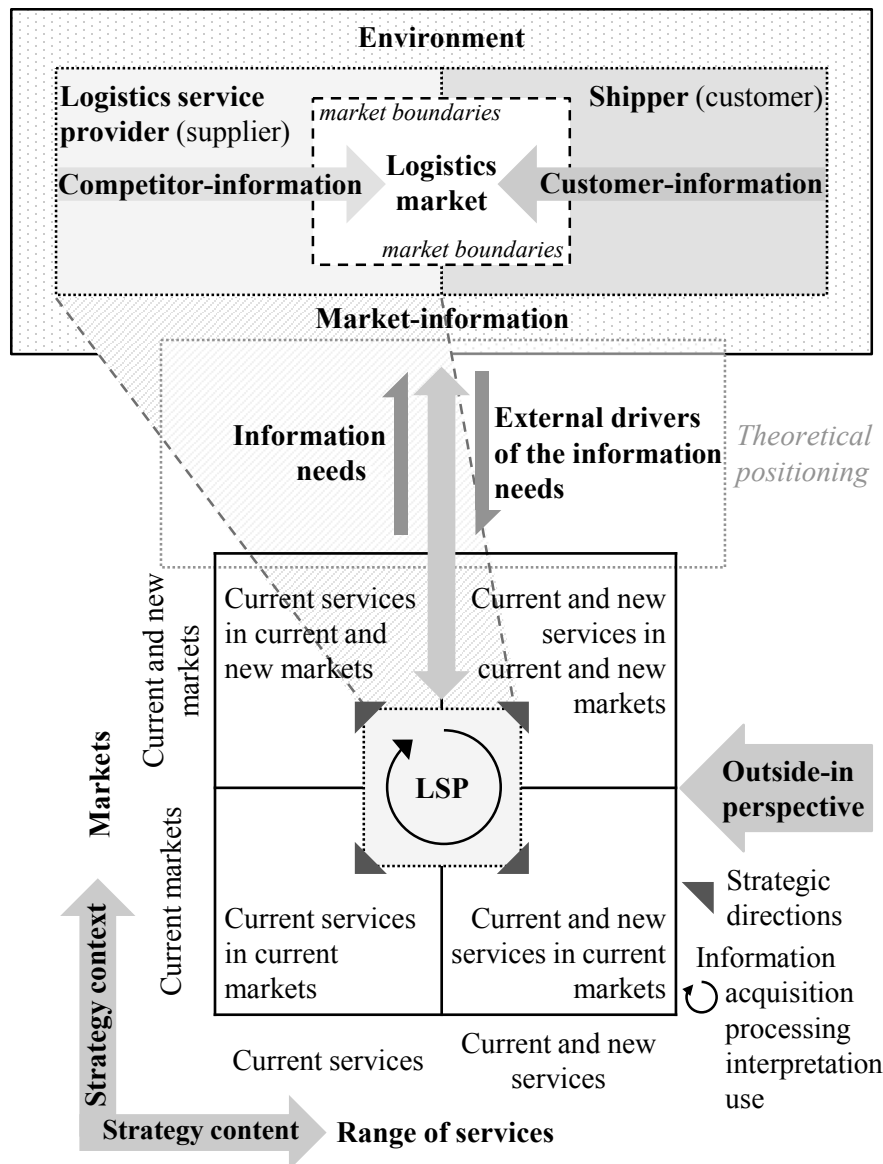 Environment
Logistics service
provider (supplier)
market boundaries
Shipper (customer)
Competitor-information
Logistics
market
Customer-information
market boundaries
Market-information
Information
needs
External drivers
of the information
needs
Theoretical
positioning
Markets
Current and new
markets
Current markets
Current services
in current and
new markets
Current and new
services in
current and new
markets
LSP
Outside-in
perspective
Current services
in current
markets
Current and new
services in current
markets
Strategic
directions
Information
acquisition
processing
interpretation
use
Current services
Current and new
services
Strategy context
Strategy content
Range of services